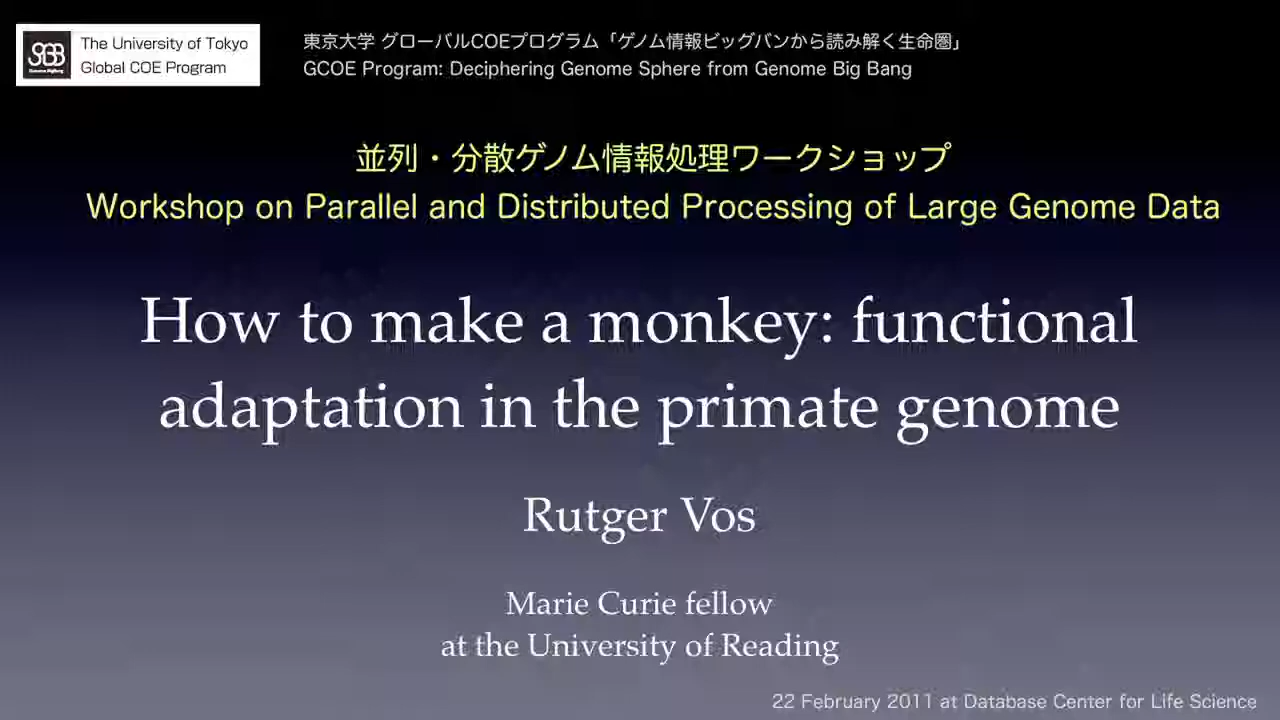 SGB
Genome BigBang
The University of Tokyo
Global COE Program
東京大学 グローバルCOEプログラム「ゲノム情報ビッグバンから読み解く生命圏」
GCOE Program: Deciphering Genome Sphere from Genome Big Bang
並列・分散ゲノム情報処理ワークショップ
Workshop on Parallel and Distributed Processing of Large Genome Data
How to make a monkey: functional
adaptation in the primate genome
Rutger Vos
Marie Curie fellow
at the University of Reading
22 February 2011 at Database Center for Life Science